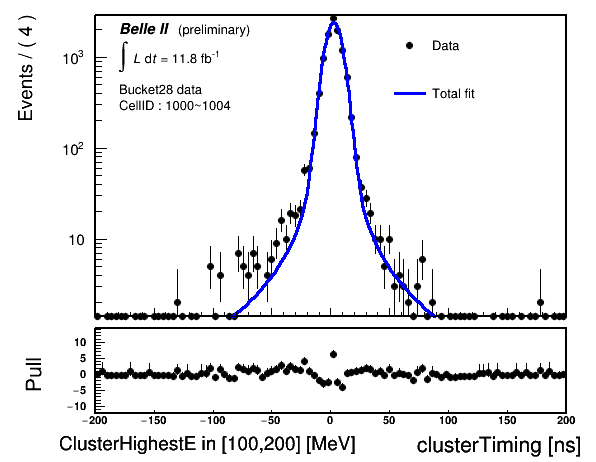 Events / ( 4 )
Belle II (preliminary)
∫ L dt = 11.8 fb⁻¹
Bucket28 data
CellID : 1000~1004
Data
Total fit
10³
10²
10
Pull
10
5
0
−5
−10
−200 −150 −100 −50 0 50 100 150 200
ClusterHighestE in [100,200] [MeV] clusterTiming [ns]